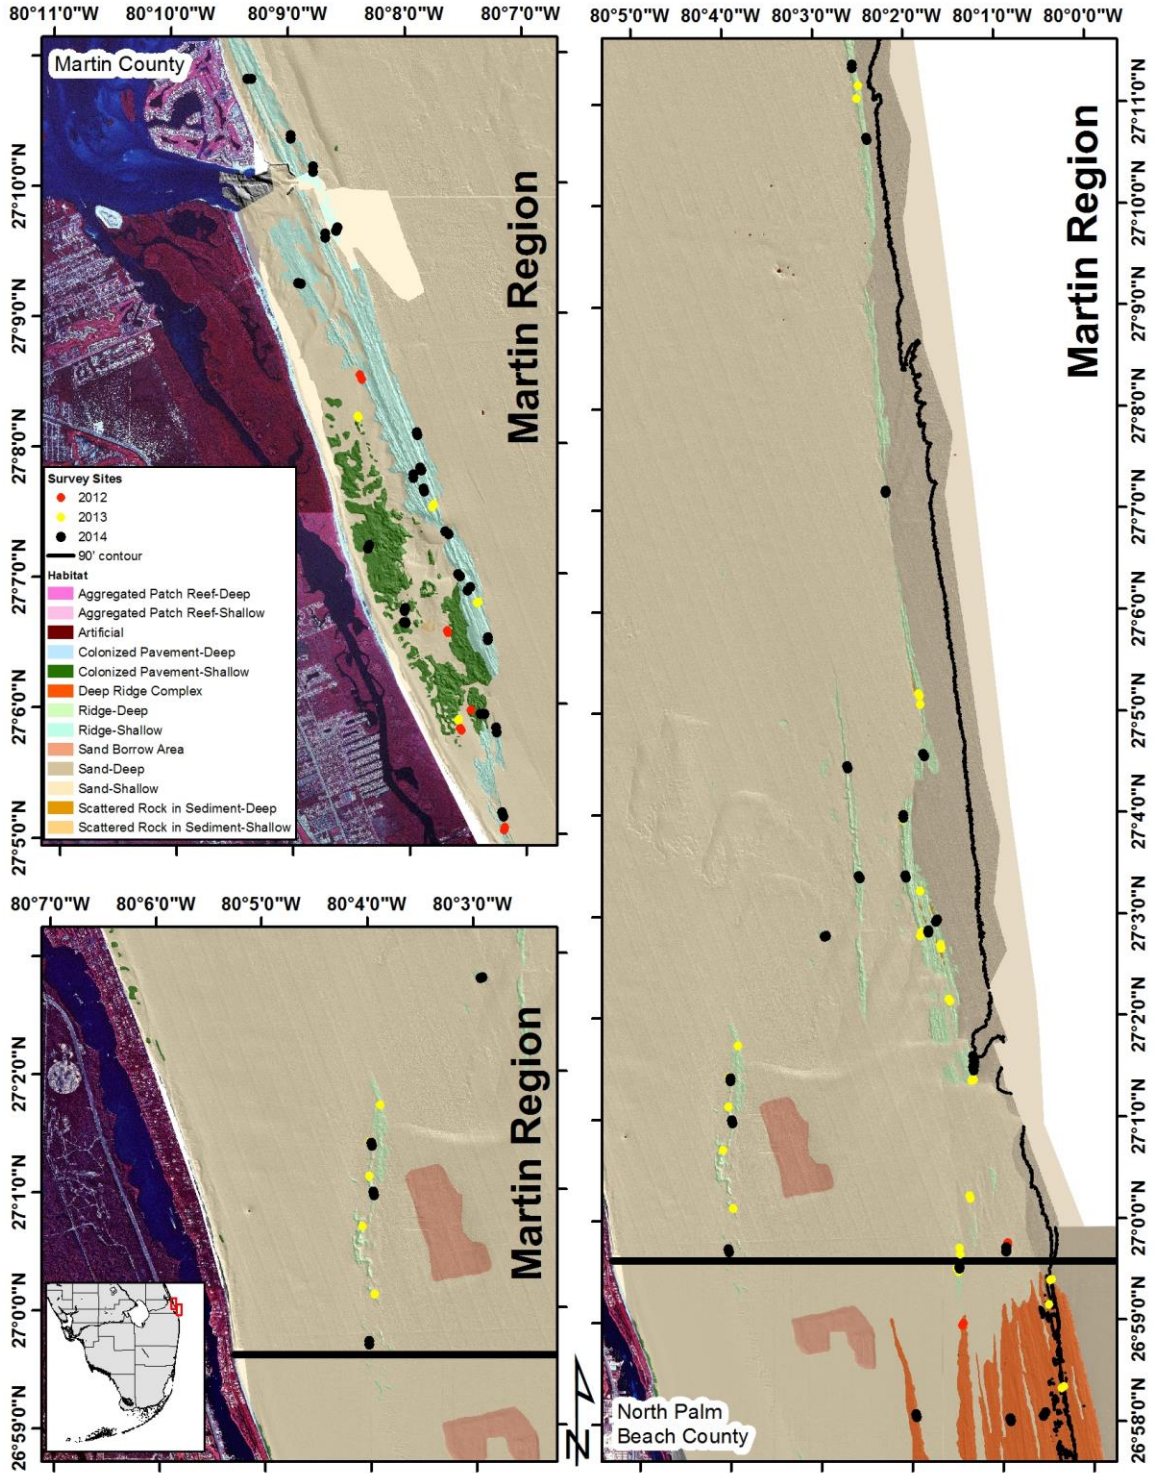 80°11'0"W 80°10'0"W 80°9'0"W 80°8'0"W 80°7'0"W
Martin County
Martin Region
27°10'0"N
27°9'0"N
27°8'0"N
27°7'0"N
27°6'0"N
27°5'0"N
Survey Sites
2012
2013
2014
90' contour
Habitat
Aggregated Patch Reef-Deep
Aggregated Patch Reef-Shallow
Artificial
Colonized Pavement-Deep
Colonized Pavement-Shallow
Deep Ridge Complex
Ridge-Deep
Ridge-Shallow
Sand Borrow Area
Sand-Deep
Sand-Shallow
Scattered Rock in Sediment-Deep
Scattered Rock in Sediment-Shallow
80°7'0"W 80°6'0"W 80°5'0"W 80°4'0"W 80°3'0"W
Martin Region
27°2'0"N
27°1'0"N
27°0'0"N
26°59'0"N
N
80°5'0"W 80°4'0"W 80°3'0"W 80°2'0"W 80°1'0"W 80°0'0"W
Martin Region
27°11'0"N
27°10'0"N
27°9'0"N
27°8'0"N
27°7'0"N
27°6'0"N
27°5'0"N
27°4'0"N
27°3'0"N
27°2'0"N
27°1'0"N
27°0'0"N
26°59'0"N
26°58'0"N
North Palm
Beach County